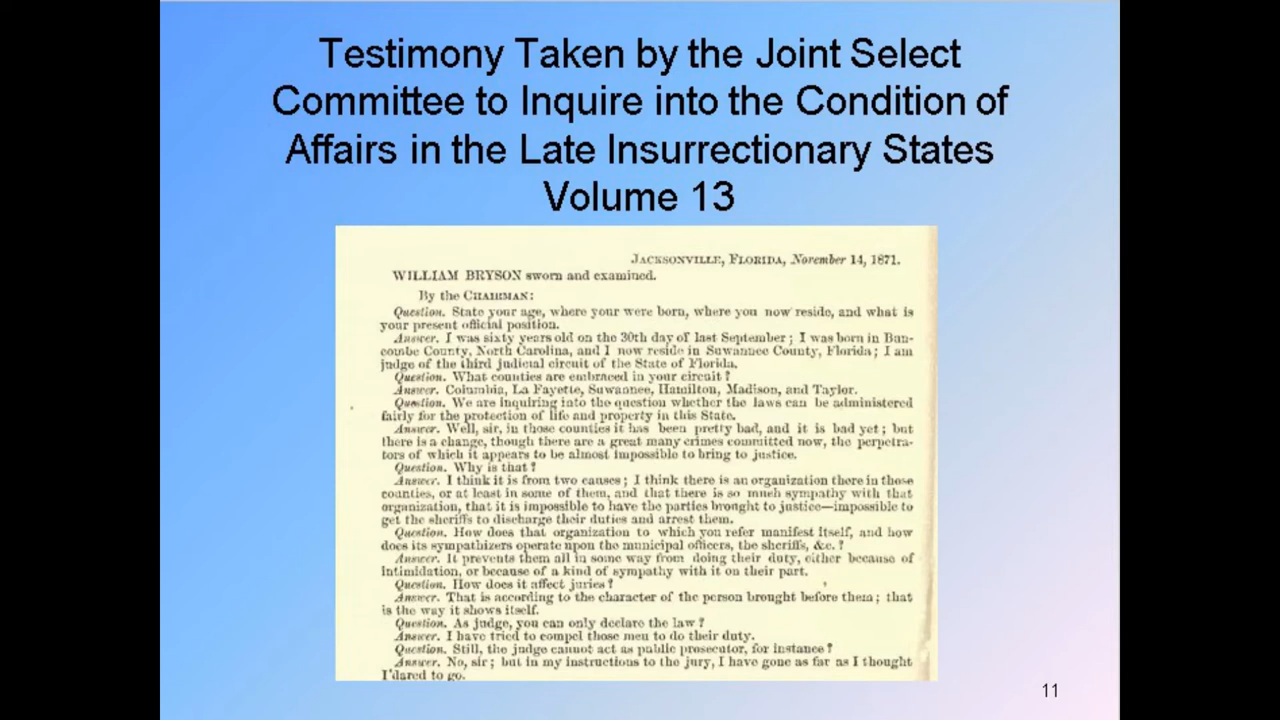 Testimony Taken by the Joint Select
Committee to Inquire into the Condition of
Affairs in the Late Insurrectionary States
Volume 13
JACKSONVILLE, FLORIDA, November 14, 1871.
WILLIAM BRYSON sworn and examined.
By the CHAIRMAN:
Question. State your age, where your were born, where you now reside, and what is
your present official position.
Answer. I was sixty years old on the 30th day of last September; I was born in Bun-
combe County, North Carolina, and I now reside in Suwannee County, Florida; I am
judge of the third judicial circuit of the State of Florida.
Question. What counties are embraced in your circuit?
Answer. Columbia, La Fayette, Suwannee, Hamilton, Madison, and Taylor.
Question. We are inquiring into the question whether the laws can be administered
fairly for the protection of life and property in this State.
Answer. Well, sir, in those counties it has been pretty bad, and it is bad yet; but
there is a change, though there are a great many crimes committed now, the perpetra-
tors of which it appears to be almost impossible to bring to justice.
Question. Why is that?
Answer. I think it is from two causes; I think there is an organization there in those
counties, or at least in some of them, and that there is so much sympathy with that
organization, that it is impossible to have the parties brought to justice—impossible to
get the sheriffs to discharge their duties and arrest them.
Question. How does that organization to which you refer manifest itself, and how
does its sympathizers operate upon the municipal officers, the sheriffs, &c.?
Answer. It prevents them all in some way from doing their duty, either because of
intimidation, or because of a kind of sympathy with it on their part.
Question. How does it affect juries?
Answer. That is according to the character of the person brought before them; that
is the way it shows itself.
Question. As judge, you can only declare the law?
Answer. I have tried to compel those men to do their duty.
Question. Still, the judge cannot act as public prosecutor, for instance?
Answer. No, sir; but in my instructions to the jury, I have gone as far as I thought
I dared to go.
11